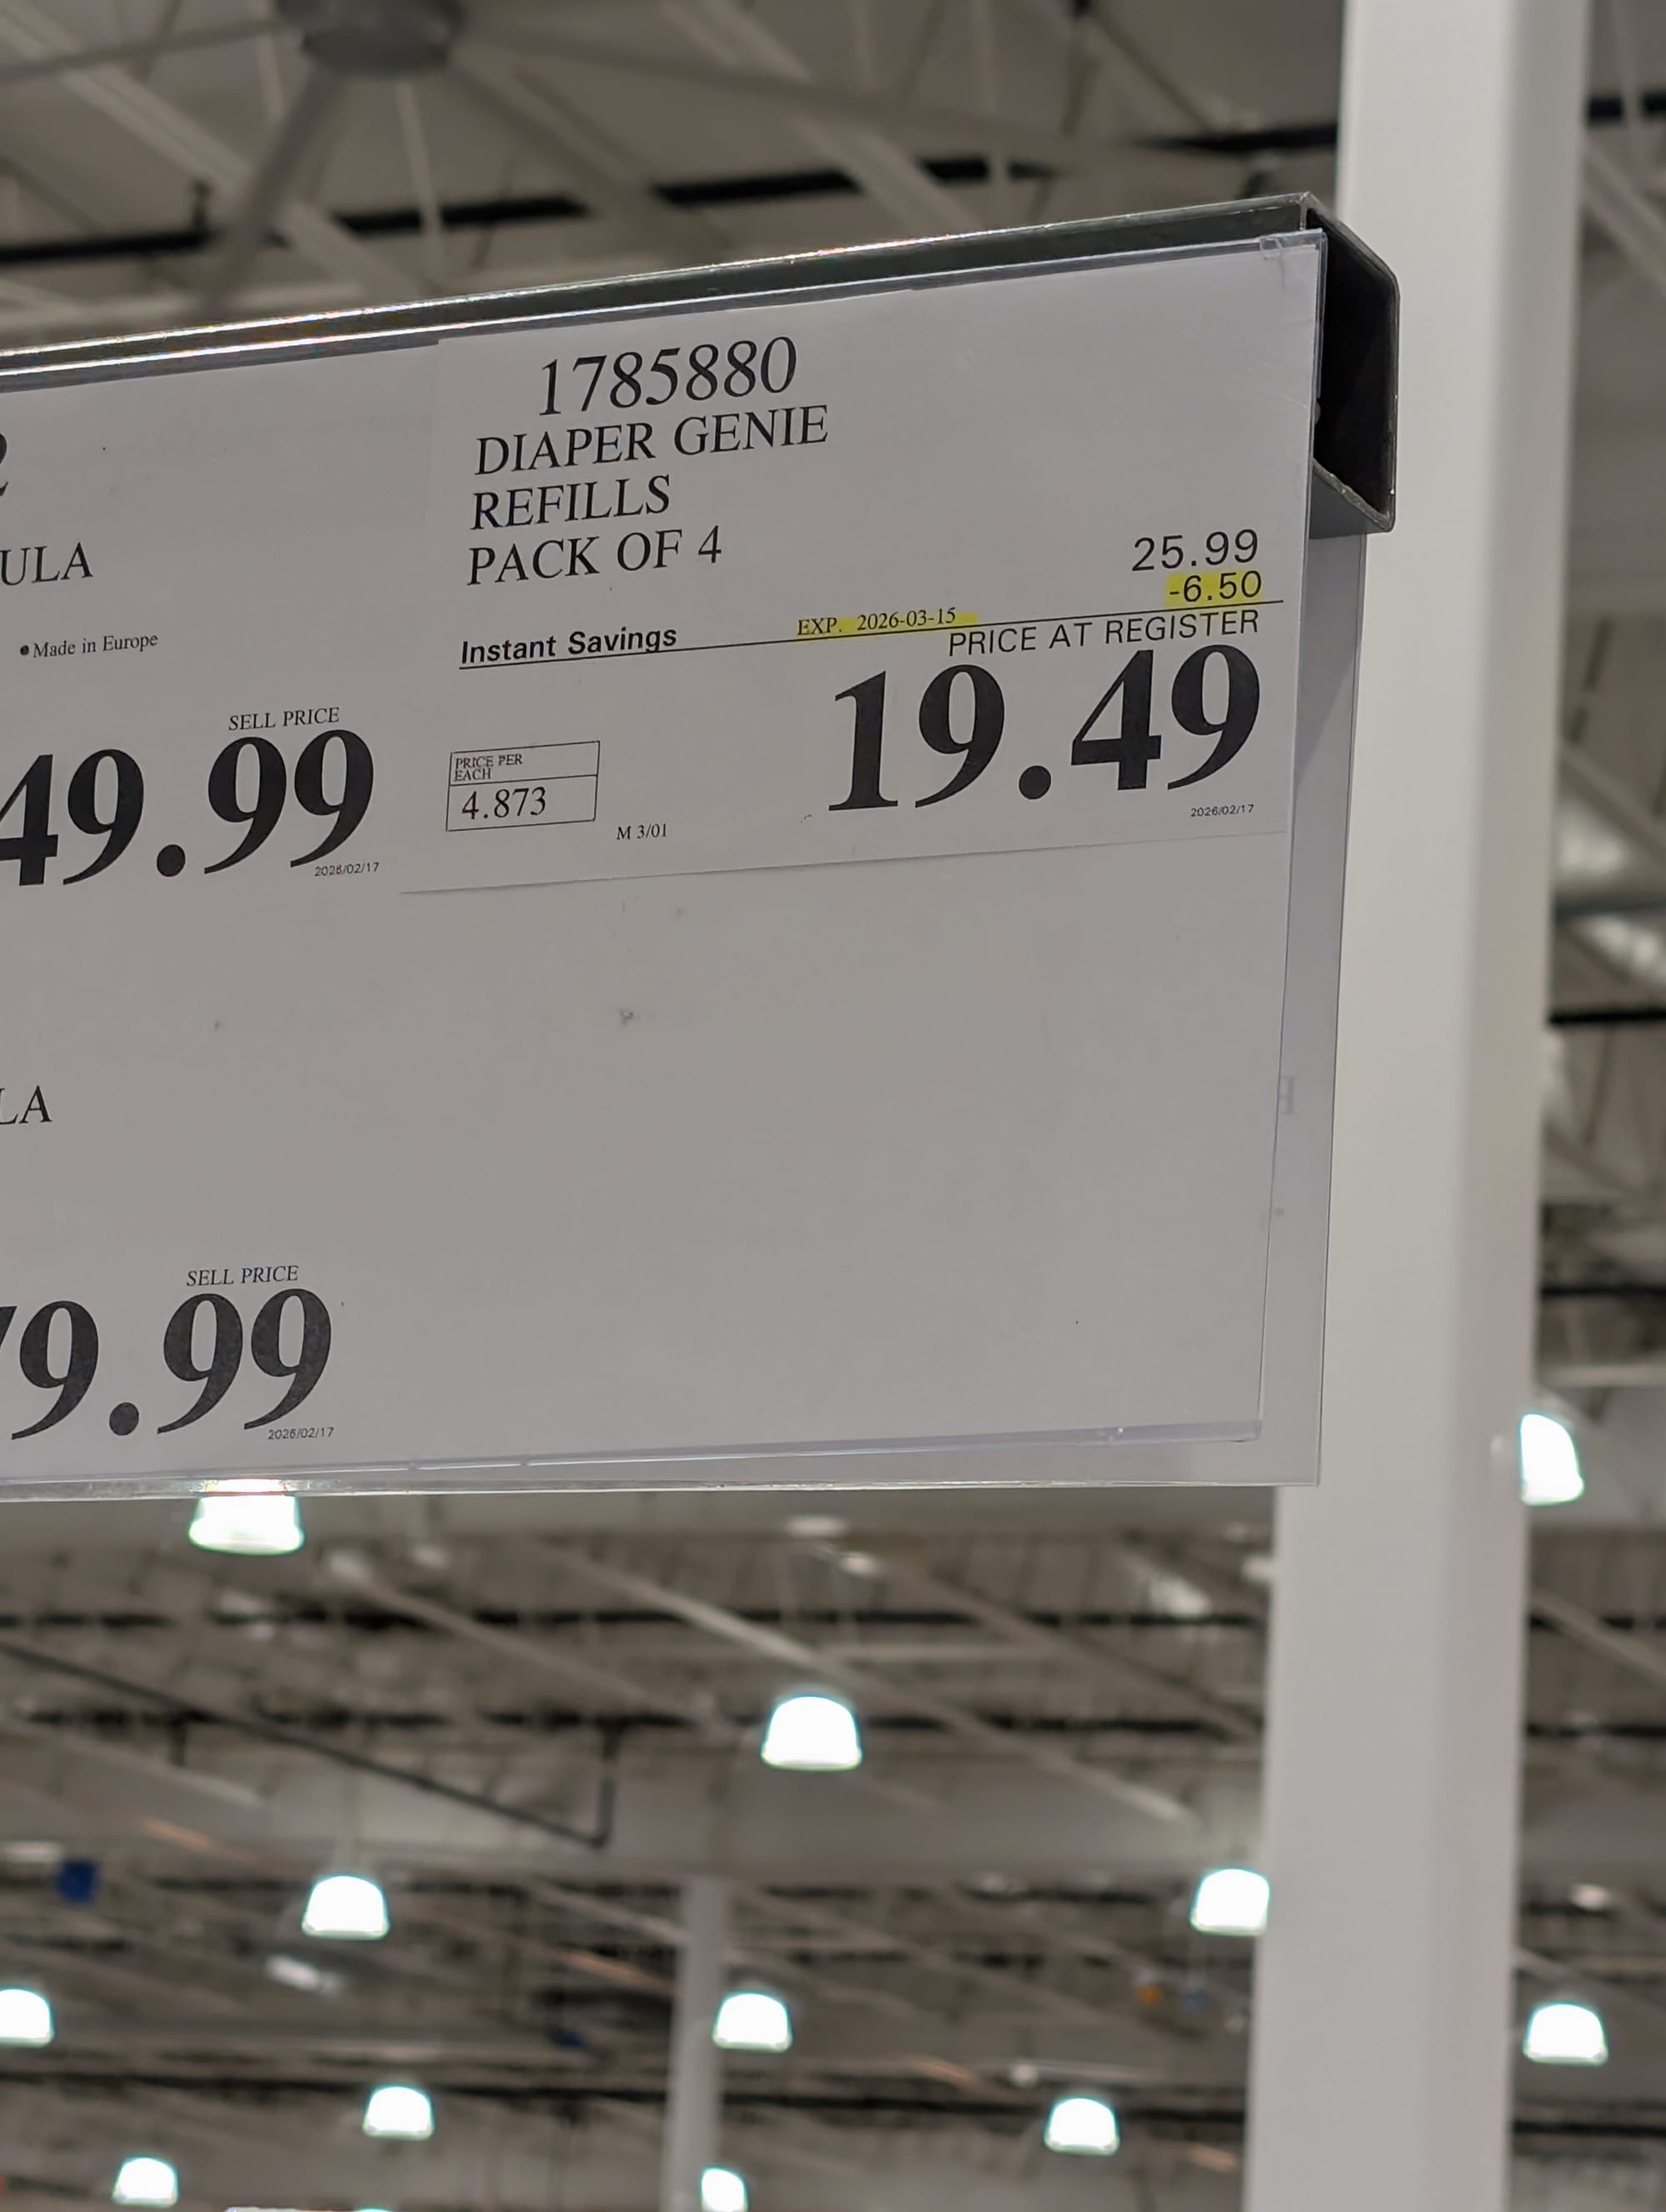 1785880
DIAPER GENIE
REFILLS
PACK OF 4
25.99
-6.50
Instant Savings EXP. 2026-03-15
PRICE AT REGISTER
19.49
PRICE PER
EACH
4.873
M 3/01
2026/02/17
2
ULA
• Made in Europe
SELL PRICE
49.99
2026/02/17
LA
SELL PRICE
9.99
2026/02/17